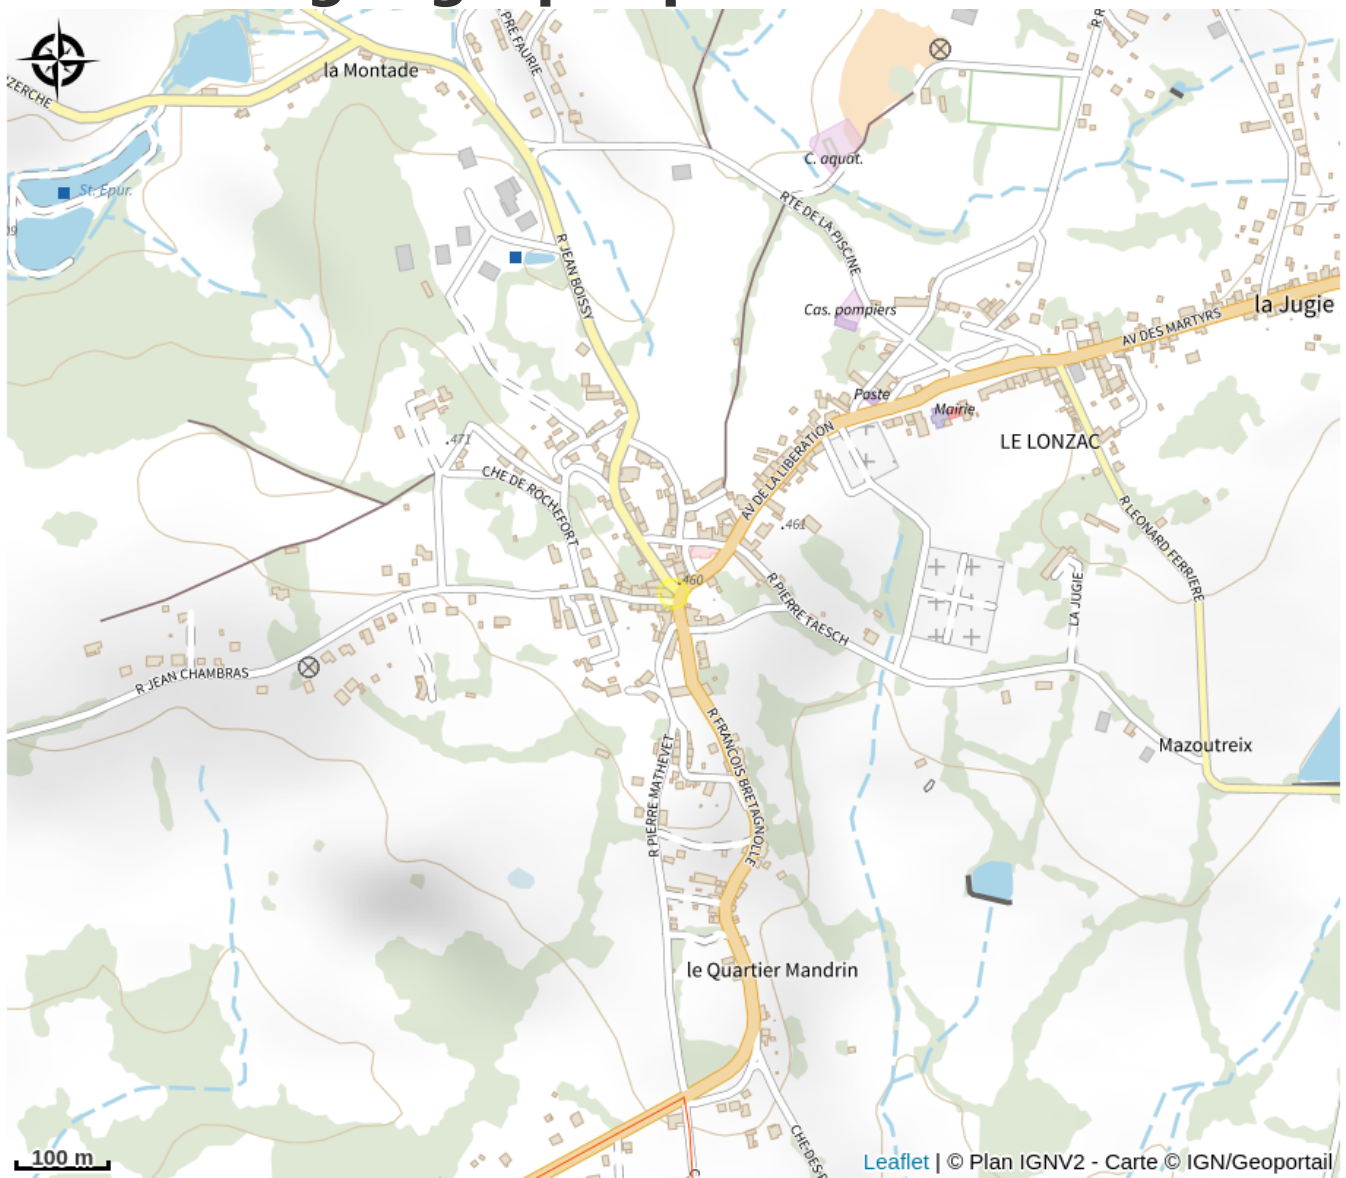 PRE FAURIE
R R
la Montade
ZERCHE
C. aquat.
St. Epur.
RTE DE LA PISCINE
R JEAN BOISSY
la Jugie
Cas. pompiers
AV DES MARTYRS
Poste
Mairie
LE LONZAC
.471
AV DE LA LIBERATION
CHE DE ROCHEFORT
R LEONARD FERRIERE
.461
.460
R PIERRE TAESCH
LA JUGIE
R JEAN CHAMBRAS
R FRANCOIS BRETAGNOLLE
R PIERRE MATHEVET
Mazoutreix
le Quartier Mandrin
CHE-DES
100 m
Leaflet | © Plan IGNV2 - Carte © IGN/Geoportail